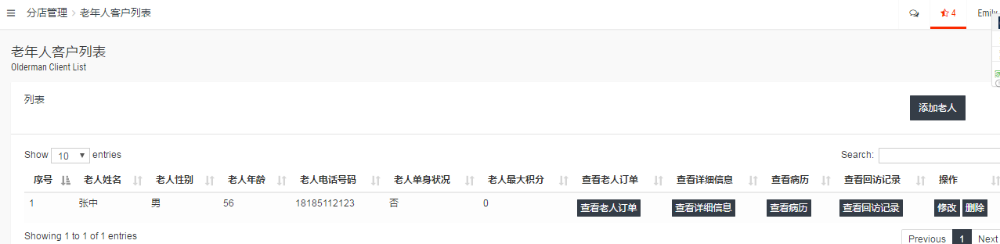 分店管理 > 老年人客户列表 4 Emily
老年人客户列表
Olderman Client List
列表 添加老人
Show 10 entries Search:
序号 老人姓名 老人性别 老人年龄 老人电话号码 老人单身状况 老人最大积分 查看老人订单 查看详细信息 查看病历 查看回访记录 操作
1 张中 男 56 18185112123 否 0 查看老人订单 查看详细信息 查看病历 查看回访记录 修改 删除
Showing 1 to 1 of 1 entries Previous 1 Next